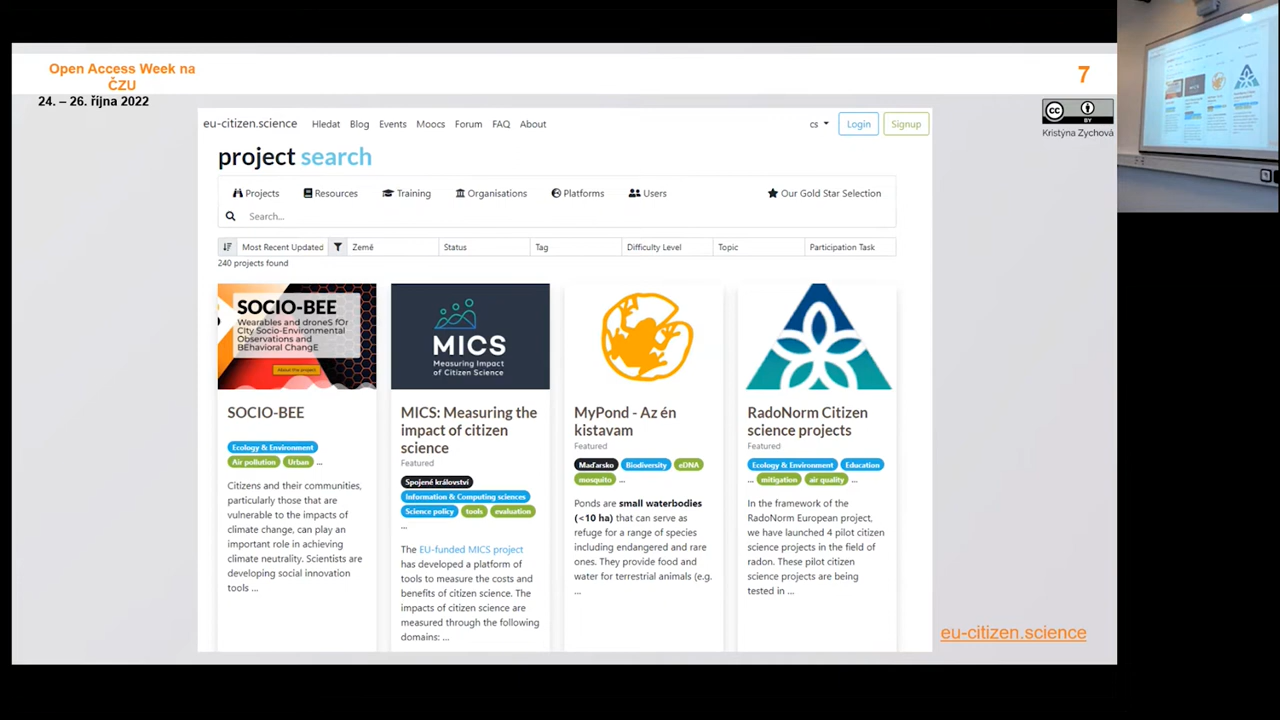 Open Access Week na
ČZU
24. – 26. října 2022
7
BY
Kristýna Zychová
eu-citizen.science Hledat Blog Events Moocs Forum FAQ About cs Login Signup
project search
Projects Resources Training Organisations Platforms Users Our Gold Star Selection
Search...
Most Recent Updated Země Status Tag Difficulty Level Topic Participation Task
240 projects found
SOCIO-BEE
Wearables and droneS fOr
City Socio-Environmental
Observations and
BEhavioral ChangE
About the project
SOCIO-BEE
Ecology & Environment
Air pollution Urban ...
Citizens and their communities,
particularly those that are
vulnerable to the impacts of
climate change, can play an
important role in achieving
climate neutrality. Scientists are
developing social innovation
tools ...
MICS
Measuring Impact
of Citizen Science
MICS: Measuring the
impact of citizen
science
Featured
Spojené království
Information & Computing sciences
Science policy tools evaluation
...
The EU-funded MICS project
has developed a platform of
tools to measure the costs and
benefits of citizen science. The
impacts of citizen science are
measured through the following
domains: ...
MyPond - Az én
kistavam
Featured
Maďarsko Biodiversity eDNA
mosquito ...
Ponds are small waterbodies
(<10 ha) that can serve as
refuge for a range of species
including endangered and rare
ones. They provide food and
water for terrestrial animals (e.g.
...
RadoNorm Citizen
science projects
Featured
Ecology & Environment Education
... mitigation air quality ...
In the framework of the
RadoNorm European project,
we have launched 4 pilot citizen
science projects in the field of
radon. These pilot citizen
science projects are being
tested in ...
eu-citizen.science